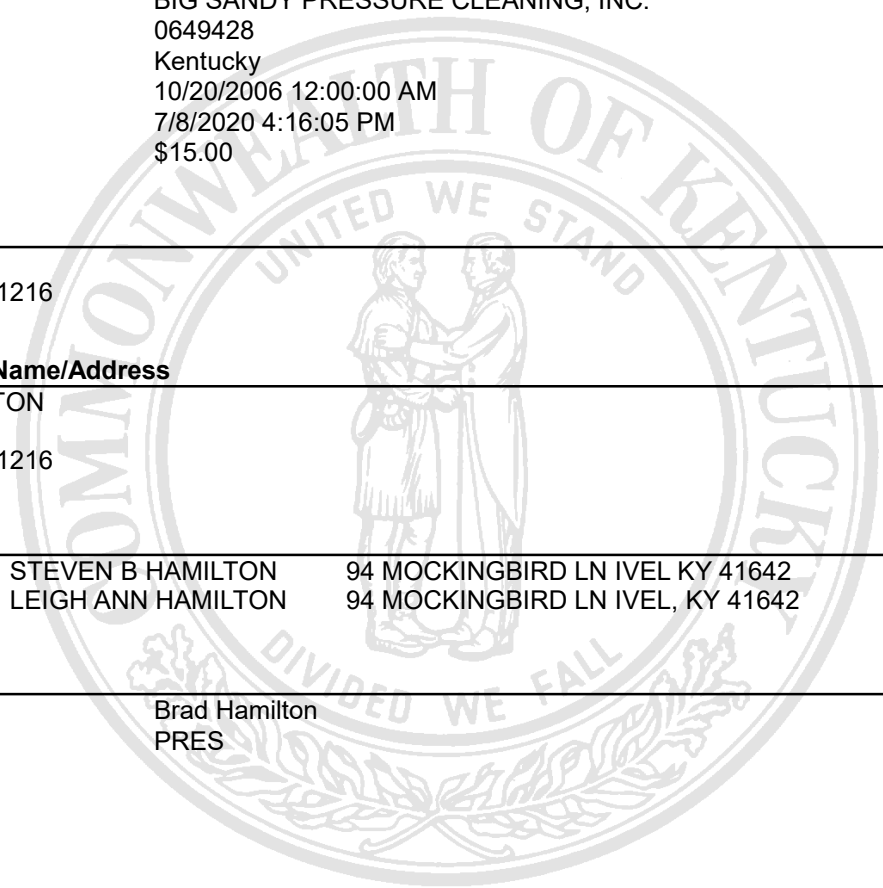 BIG SANDY PRESSURE CLEANING, INC.
0649428
Kentucky
10/20/2006 12:00:00 AM
7/8/2020 4:16:05 PM
$15.00
1216
Name/Address
TON
1216
STEVEN B HAMILTON 94 MOCKINGBIRD LN IVEL KY 41642
LEIGH ANN HAMILTON 94 MOCKINGBIRD LN IVEL, KY 41642
Brad Hamilton
PRES
COMMONWEALTH OF KENTUCKY
UNITED WE STAND
DIVIDED WE FALL